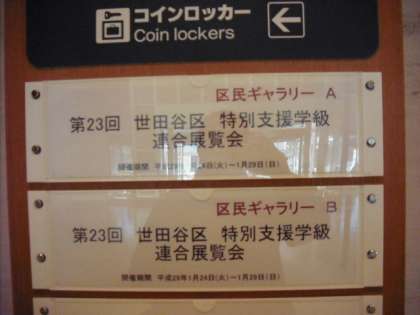 コインロッカー
Coin lockers
区民ギャラリー A
第23回 世田谷区 特別支援学級
連合展覧会
開催期間 平成 月 (火)～1月29日(日)
区民ギャラリー B
第23回 世田谷区 特別支援学級
連合展覧会
開催期間 平成29年1月24日(火)～1月29日(日)